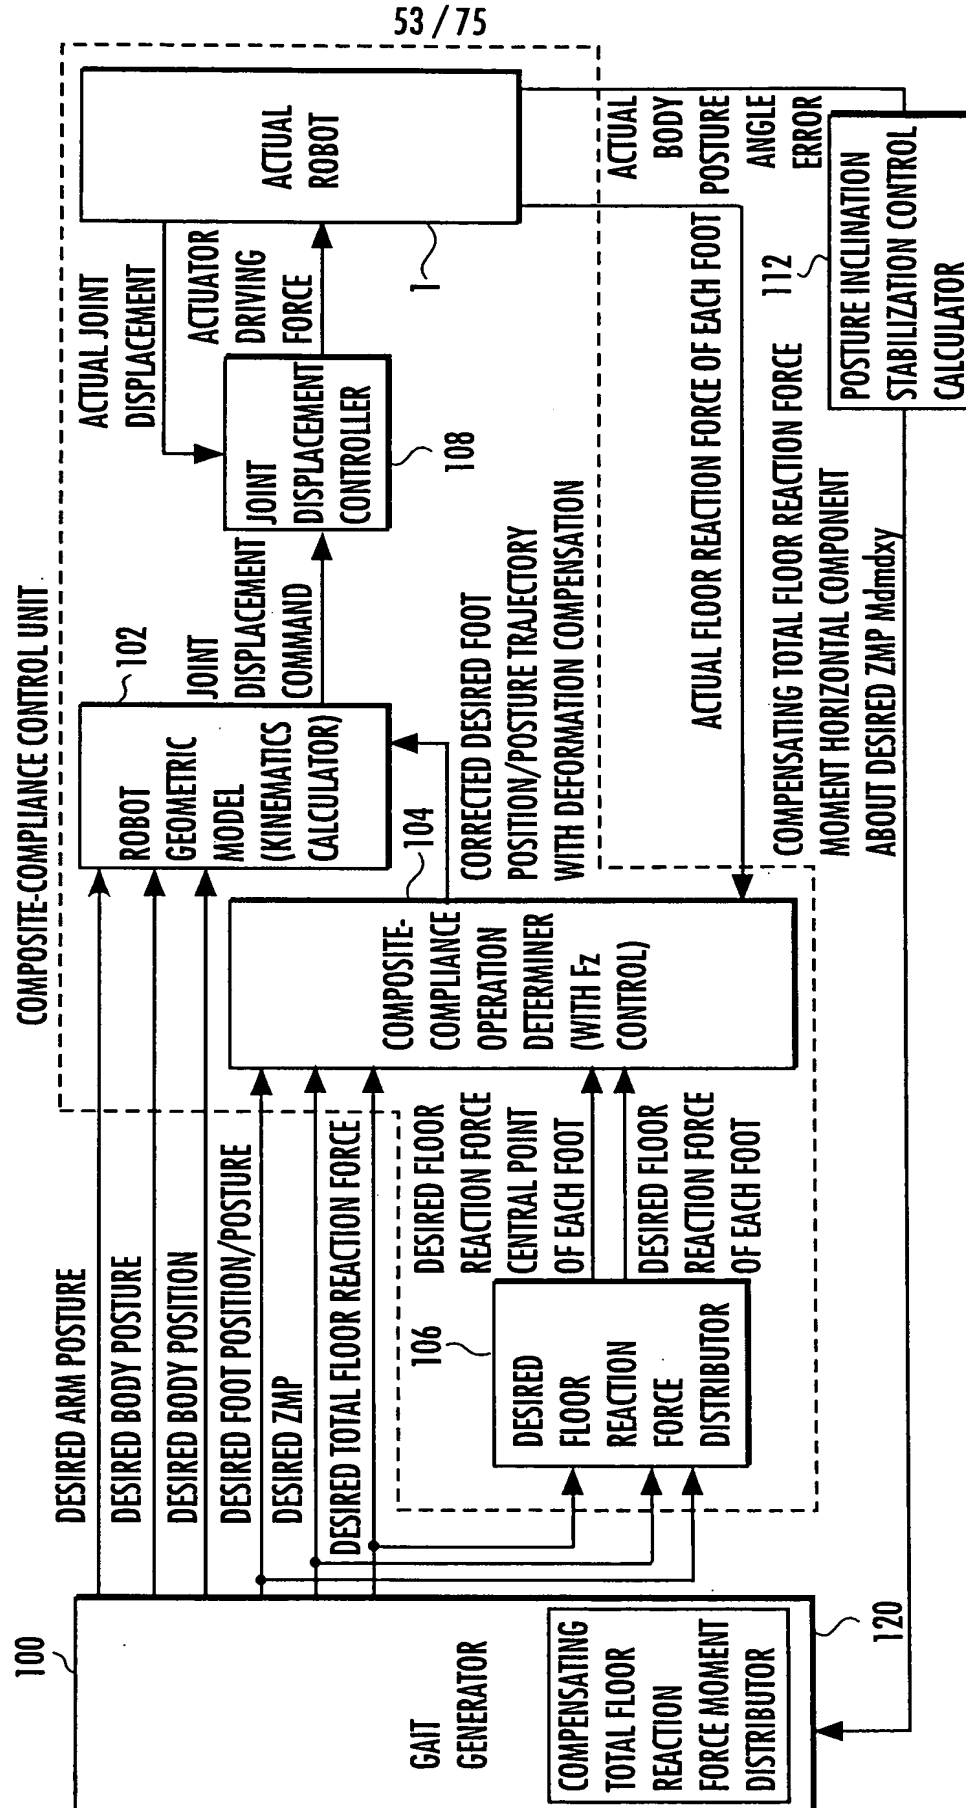 53 / 75
COMPOSITE-COMPLIANCE CONTROL UNIT
100
GAIT
GENERATOR
COMPENSATING
TOTAL FLOOR
REACTION
FORCE MOMENT
DISTRIBUTOR
120
DESIRED ARM POSTURE
DESIRED BODY POSTURE
DESIRED BODY POSITION
DESIRED FOOT POSITION/POSTURE
DESIRED ZMP
DESIRED TOTAL FLOOR REACTION FORCE
106
DESIRED
FLOOR
REACTION
FORCE
DISTRIBUTOR
DESIRED FLOOR
REACTION FORCE
CENTRAL POINT
OF EACH FOOT
DESIRED FLOOR
REACTION FORCE
OF EACH FOOT
104
COMPOSITE-
COMPLIANCE
OPERATION
DETERMINER
(WITH Fz
CONTROL)
102
ROBOT
GEOMETRIC
MODEL
(KINEMATICS
CALCULATOR)
CORRECTED DESIRED FOOT
POSITION/POSTURE TRAJECTORY
WITH DEFORMATION COMPENSATION
JOINT
DISPLACEMENT
COMMAND
JOINT
DISPLACEMENT
CONTROLLER
108
ACTUAL JOINT
DISPLACEMENT
ACTUATOR
DRIVING
FORCE
ACTUAL
ROBOT
1
ACTUAL FLOOR REACTION FORCE OF EACH FOOT
ACTUAL
BODY
POSTURE
ANGLE
ERROR
112
POSTURE INCLINATION
STABILIZATION CONTROL
CALCULATOR
COMPENSATING TOTAL FLOOR REACTION FORCE
MOMENT HORIZONTAL COMPONENT
ABOUT DESIRED ZMP Mdmdxy